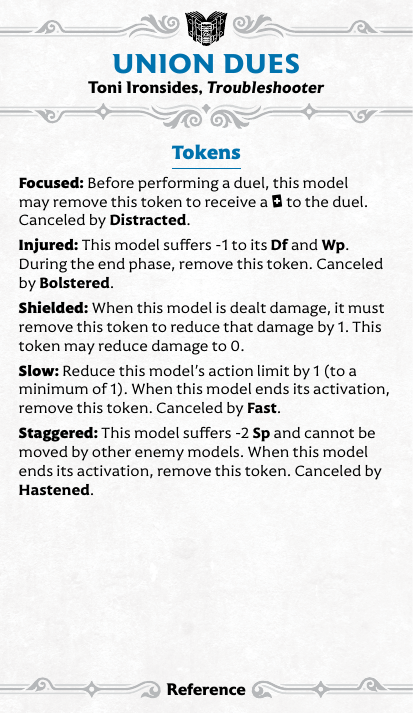 UNION DUES
Toni Ironsides, Troubleshooter
Tokens
Focused: Before performing a duel, this model
may remove this token to receive a + to the duel.
Canceled by Distracted.
Injured: This model suffers -1 to its Df and Wp.
During the end phase, remove this token. Canceled
by Bolstered.
Shielded: When this model is dealt damage, it must
remove this token to reduce that damage by 1. This
token may reduce damage to 0.
Slow: Reduce this model's action limit by 1 (to a
minimum of 1). When this model ends its activation,
remove this token. Canceled by Fast.
Staggered: This model suffers -2 Sp and cannot be
moved by other enemy models. When this model
ends its activation, remove this token. Canceled by
Hastened.
Reference